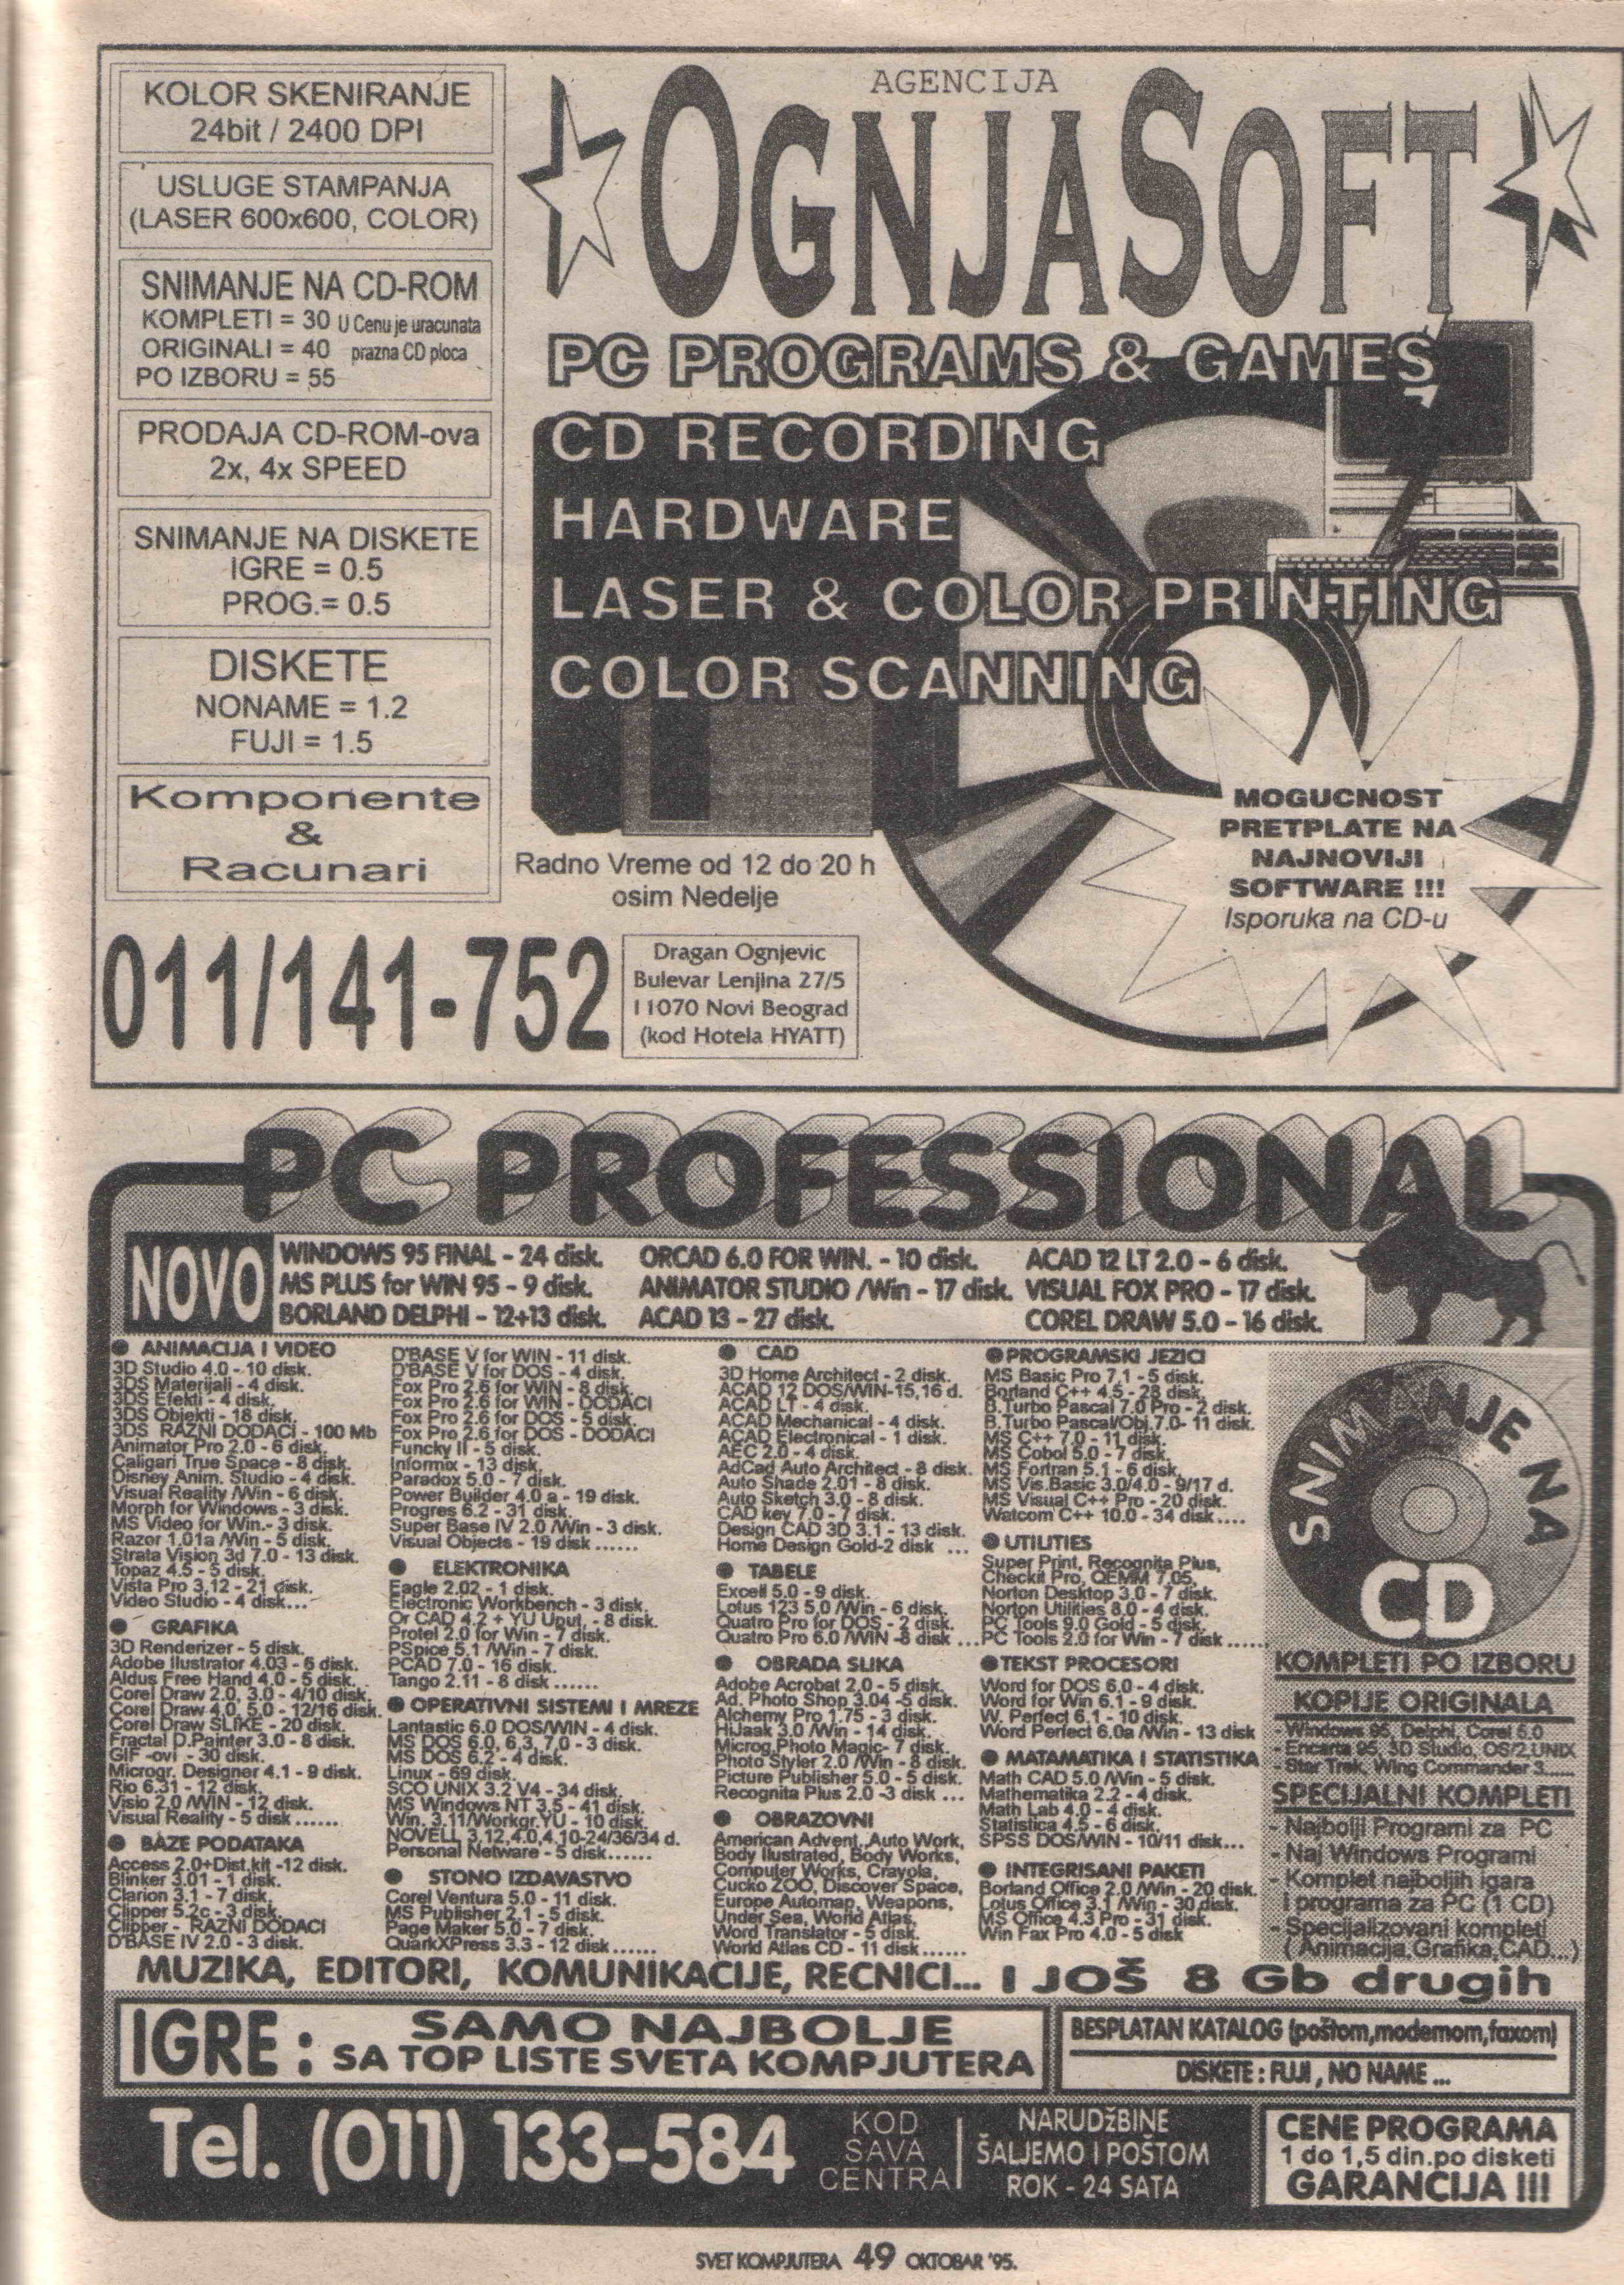 AGENCIJA
OGNJASOFT
KOLOR SKENIRANJE
24bit / 2400 DPI
USLUGE STAMPANJA
(LASER 600x600, COLOR)
SNIMANJE NA CD-ROM
KOMPLETI = 30 U Cenu je uracunata
ORIGINALI = 40 prazna CD ploca
PO IZBORU = 55
PRODAJA CD-ROM-ova
2x, 4x SPEED
SNIMANJE NA DISKETE
IGRE = 0.5
PROG.= 0.5
DISKETE
NONAME = 1.2
FUJI = 1.5
Komponente
&
Racunari
PC PROGRAMS & GAMES
CD RECORDING
HARDWARE
LASER & COLOR PRINTING
COLOR SCANNING
MOGUCNOST
PRETPLATE NA
NAJNOVIJI
SOFTWARE !!!
Isporuka na CD-u
Radno Vreme od 12 do 20 h
osim Nedelje
011/141-752
Dragan Ognjevic
Bulevar Lenjina 27/5
11070 Novi Beograd
(kod Hotela HYATT)
PC PROFESSIONAL
NOVO
WINDOWS 95 FINAL - 24 disk.
MS PLUS for WIN 95 - 9 disk.
BORLAND DELPHI - 12+13 disk.
ORCAD 6.0 FOR WIN. - 10 disk.
ANIMATOR STUDIO /Win - 17 disk.
ACAD 13 - 27 disk.
ACAD 12 LT 2.0 - 6 disk.
VISUAL FOX PRO - 17 disk.
COREL DRAW 5.0 - 16 disk.
● ANIMACIJA I VIDEO
3D Studio 4.0 - 10 disk.
3DS Materijali - 4 disk.
3DS Efekti - 4 disk.
3DS Objekti - 18 disk.
3DS RAZNI DODACI - 100 Mb
Animator Pro 2.0 - 6 disk.
Caligari True Space - 8 disk.
Disney Anim. Studio - 4 disk.
Visual Reality /Win - 6 disk.
Morph for Windows - 3 disk.
MS Video for Win.- 3 disk.
Razor 1.01a /Win - 5 disk.
Strata Vision 3d 7.0 - 13 disk.
Topaz 4.5 - 5 disk.
Vista Pro 3.12 - 21 disk.
Video Studio - 4 disk...
● GRAFIKA
3D Renderizer - 5 disk.
Adobe Ilustrator 4.03 - 6 disk.
Aldus Free Hand 4.0 - 5 disk.
Corel Draw 2.0, 3.0 - 4/10 disk.
Corel Draw 4.0, 5.0 - 12/16 disk.
Corel Draw SLIKE - 20 disk.
Fractal D.Painter 3.0 - 8 disk.
GIF -ovi - 30 disk.
Microgr. Designer 4.1 - 9 disk.
Rio 6.31 - 12 disk.
Visio 2.0 /WIN - 12 disk.
Visual Reality - 5 disk......
● BAZE PODATAKA
Access 2.0+Dist.kit -12 disk.
Blinker 3.01 - 1 disk.
Clarion 3.1 - 7 disk.
Clipper 5.2c - 3 disk.
Clipper - RAZNI DODACI
D'BASE IV 2.0 - 3 disk.
D'BASE V for WIN - 11 disk.
D'BASE V for DOS - 4 disk.
Fox Pro 2.6 for WIN - 8 disk.
Fox Pro 2.6 for WIN - DODACI
Fox Pro 2.6 for DOS - 5 disk.
Fox Pro 2.6 for DOS - DODACI
Funcky II - 5 disk.
Informix - 13 disk.
Paradox 5.0 - 7 disk.
Power Builder 4.0 a - 19 disk.
Progres 6.2 - 31 disk.
Super Base IV 2.0 /Win - 3 disk.
Visual Objects - 19 disk ......
● ELEKTRONIKA
Eagle 2.02 - 1 disk.
Electronic Workbench - 3 disk.
Or CAD 4.2 + YU Uput. - 8 disk.
Protel 2.0 for Win - 7 disk.
PSpice 5.1 /Win - 7 disk.
PCAD 7.0 - 16 disk.
Tango 2.11 - 8 disk ......
● OPERATIVNI SISTEMI I MREZE
Lantastic 6.0 DOS/WIN - 4 disk.
MS DOS 6.0, 6.3, 7.0 - 3 disk.
MS DOS 6.2 - 4 disk.
Linux - 69 disk.
SCO UNIX 3.2 V4 - 34 disk.
MS Windows NT 3.5 - 41 disk.
Win. 3.11/Workgr.YU - 10 disk.
NOVELL 3.12,4.0,4.10-24/36/34 d.
Personal Netware - 5 disk......
● STONO IZDAVASTVO
Corel Ventura 5.0 - 11 disk.
MS Publisher 2.1 - 5 disk.
Page Maker 5.0 - 7 disk.
QuarkXPress 3.3 - 12 disk......
● CAD
3D Home Architect - 2 disk.
ACAD 12 DOS/WIN-15,16 d.
ACAD LT - 4 disk.
ACAD Mechanical - 4 disk.
ACAD Electronical - 1 disk.
AEC 2.0 - 4 disk.
AdCad Auto Architect - 8 disk.
Auto Shade 2.01 - 8 disk.
Auto Sketch 3.0 - 8 disk.
CAD key 7.0 - 7 disk.
Design CAD 3D 3.1 - 13 disk.
Home Design Gold-2 disk ...
● TABELE
Excell 5.0 - 9 disk.
Lotus 123 5.0 /Win - 6 disk.
Quatro Pro for DOS - 2 disk.
Quatro Pro 6.0 /WIN -8 disk ...
● OBRADA SLIKA
Adobe Acrobat 2.0 - 5 disk.
Ad. Photo Shop 3.04 -5 disk.
Alchemy Pro 1.75 - 3 disk.
HiJaak 3.0 /Win - 14 disk.
Microg.Photo Magic- 7 disk.
Photo Styler 2.0 /Win - 8 disk.
Picture Publisher 5.0 - 5 disk.
Recognita Plus 2.0 -3 disk ...
● OBRAZOVNI
American Advent.,Auto Work,
Body Ilustrated, Body Works,
Computer Works, Crayola,
Cucko ZOO, Discover Space,
Europe Automap, Weapons,
Under Sea, World Atlas,
Word Translator - 5 disk.
World Atlas CD - 11 disk......
● PROGRAMSKI JEZICI
MS Basic Pro 7.1 - 5 disk.
Borland C++ 4.5 - 28 disk.
B.Turbo Pascal 7.0 Pro - 2 disk.
B.Turbo Pascal/Obj.7.0- 11 disk.
MS C++ 7.0 - 11 disk.
MS Cobol 5.0 - 7 disk.
MS Fortran 5.1 - 6 disk.
MS Vis.Basic 3.0/4.0 - 9/17 d.
MS Visual C++ Pro - 20 disk.
Watcom C++ 10.0 - 34 disk....
● UTILITIES
Super Print, Recognita Plus,
Checkit Pro, QEMM 7.05,
Norton Desktop 3.0 - 7 disk.
Norton Utilities 8.0 - 4 disk.
PC Tools 9.0 Gold - 5 disk.
PC Tools 2.0 for Win - 7 disk......
● TEKST PROCESORI
Word for DOS 6.0 - 4 disk.
Word for Win 6.1 - 9 disk.
W. Perfect 6.1 - 10 disk.
Word Perfect 6.0a /Win - 13 disk
● MATAMATIKA I STATISTIKA
Math CAD 5.0 /Win - 5 disk.
Mathematika 2.2 - 4 disk.
Math Lab 4.0 - 4 disk.
Statistica 4.5 - 6 disk.
SPSS DOS/WIN - 10/11 disk...
● INTEGRISANI PAKETI
Borland Office 2.0 /Win - 20 disk.
Lotus Office 3.1 /Win - 30 disk.
MS Office 4.3 Pro - 31 disk.
Win Fax Pro 4.0 - 5 disk
SNIMANJE NA
CD
KOMPLETI PO IZBORU
KOPIJE ORIGINALA
- Windows 95, Delphi, Corel 5.0
- Encarta 95, 3D Studio, OS/2,UNIX
- Star Trek, Wing Commander 3......
SPECIJALNI KOMPLETI
- Najbolji Programi za PC
- Naj Windows Programi
- Komplet najboljih igara
i programa za PC (1 CD)
- Specijalizovani kompleti
( Animacija,Grafika,CAD...)
MUZIKA, EDITORI, KOMUNIKACIJE, RECNICI... I JOŠ 8 Gb drugih
IGRE : SAMO NAJBOLJE
SA TOP LISTE SVETA KOMPJUTERA
BESPLATAN KATALOG (poštom,modemom,faxom)
DISKETE : FUJI , NO NAME ...
Tel. (011) 133-584
KOD
SAVA
CENTRA
NARUDžBINE
ŠALJEMO I POŠTOM
ROK - 24 SATA
CENE PROGRAMA
1 do 1,5 din.po disketi
GARANCIJA !!!
SVET KOMPJUTERA 49 OKTOBAR '95.